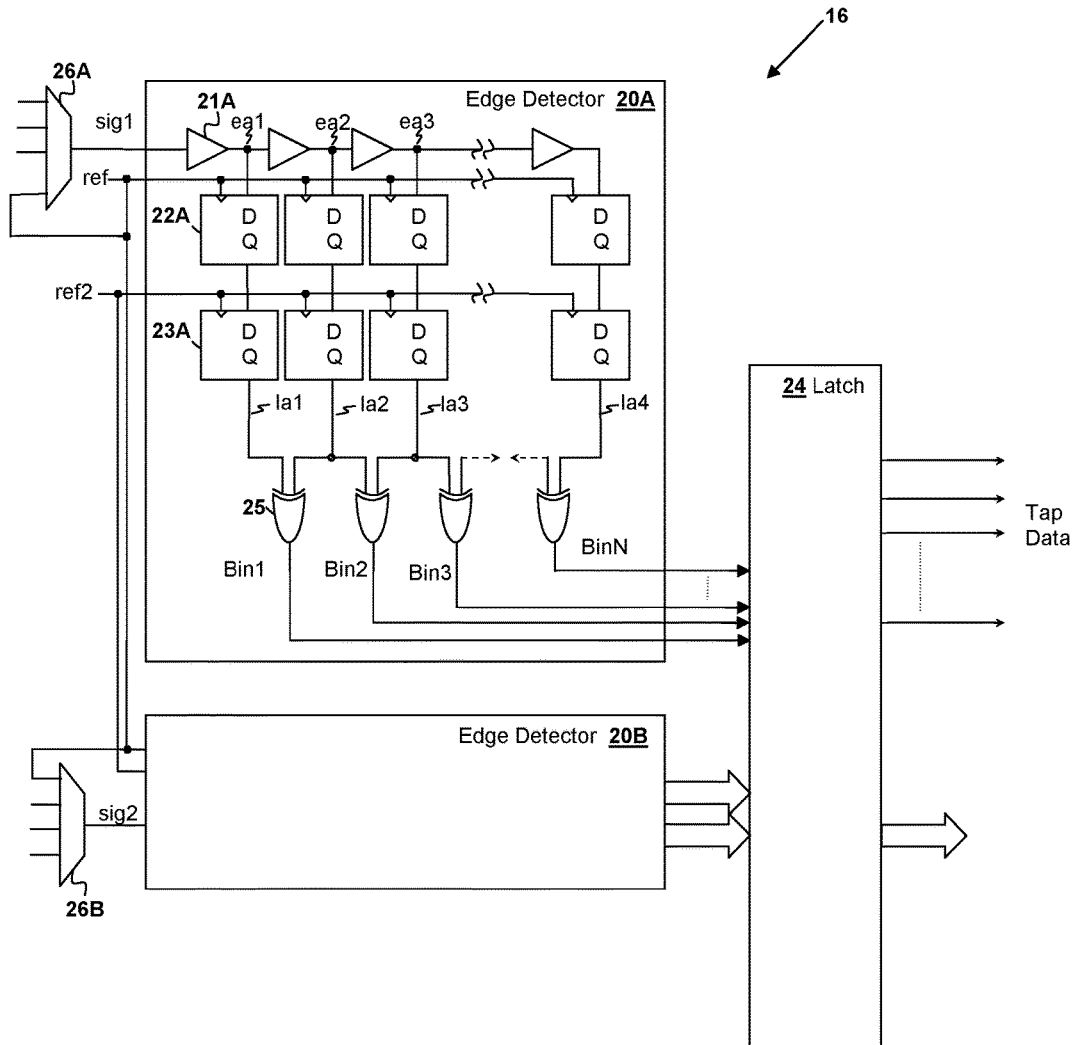 16
26A
Edge Detector 20A
21A
sig1
ea1
ea2
ea3
ref
22A
D
Q
D
Q
D
Q
D
Q
ref2
23A
D
Q
D
Q
D
Q
D
Q
24 Latch
la1
la2
la3
la4
25
Tap
Data
BinN
Bin1
Bin2
Bin3
Edge Detector 20B
sig2
26B